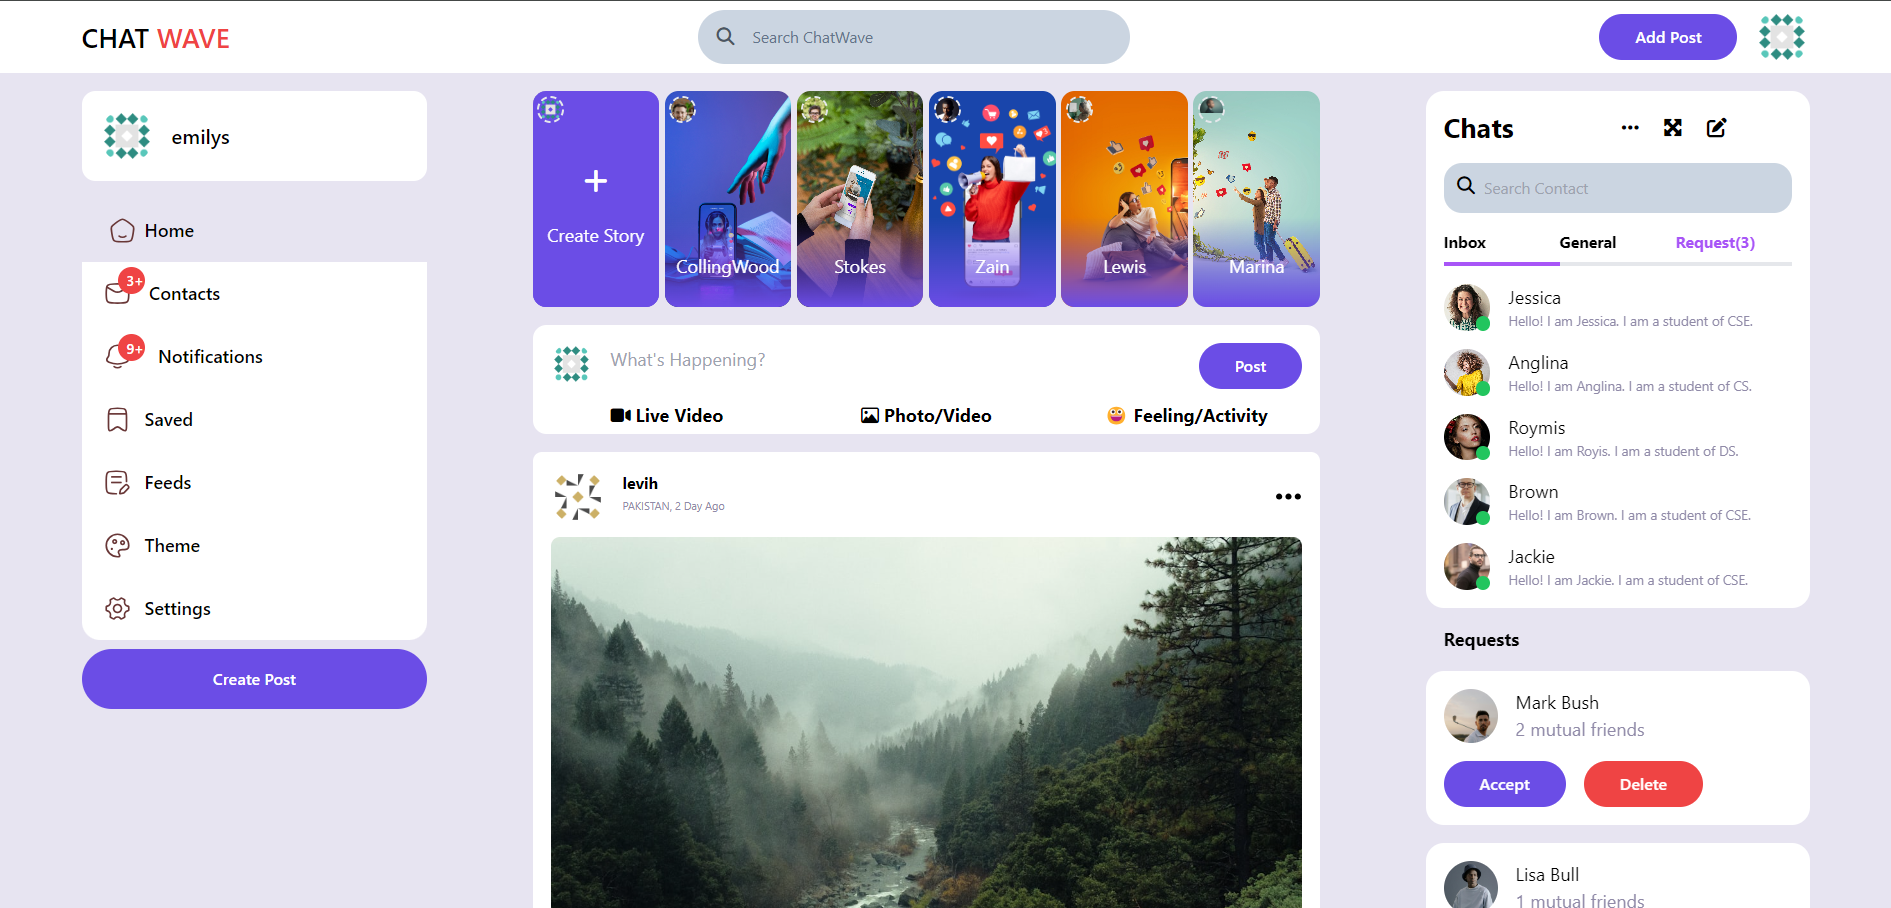 CHAT WAVE
Search ChatWave
Add Post
emilys
Home
3+
Contacts
9+
Notifications
Saved
Feeds
Theme
Settings
Create Post
Create Story
CollingWood
Stokes
Zain
Lewis
Marina
What's Happening?
Post
Live Video
Photo/Video
Feeling/Activity
levih
PAKISTAN, 2 Day Ago
Chats
Search Contact
Inbox
General
Request(3)
Jessica
Hello! I am Jessica. I am a student of CSE.
Anglina
Hello! I am Anglina. I am a student of CS.
Roymis
Hello! I am Royis. I am a student of DS.
Brown
Hello! I am Brown. I am a student of CSE.
Jackie
Hello! I am Jackie. I am a student of CSE.
Requests
Mark Bush
2 mutual friends
Accept
Delete
Lisa Bull
1 mutual friends